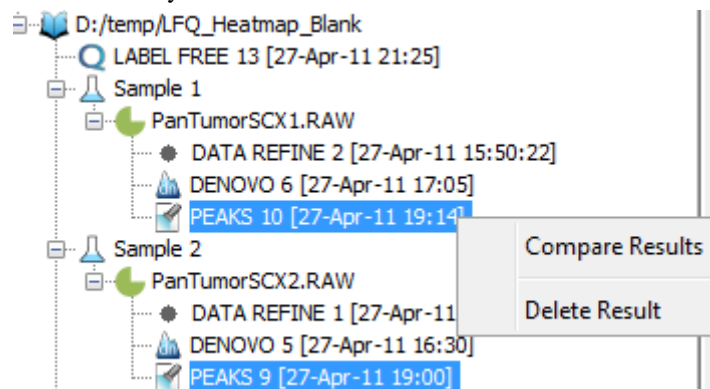 D:/temp/LFQ_Heatmap_Blank
LABEL FREE 13 [27-Apr-11 21:25]
Sample 1
PanTumorSCX1.RAW
DATA REFINE 2 [27-Apr-11 15:50:22]
DENOVO 6 [27-Apr-11 17:05]
PEAKS 10 [27-Apr-11 19:14]
Compare Results
Sample 2
PanTumorSCX2.RAW
DATA REFINE 1 [27-Apr-11
Delete Result
DENOVO 5 [27-Apr-11 16:30]
PEAKS 9 [27-Apr-11 19:00]